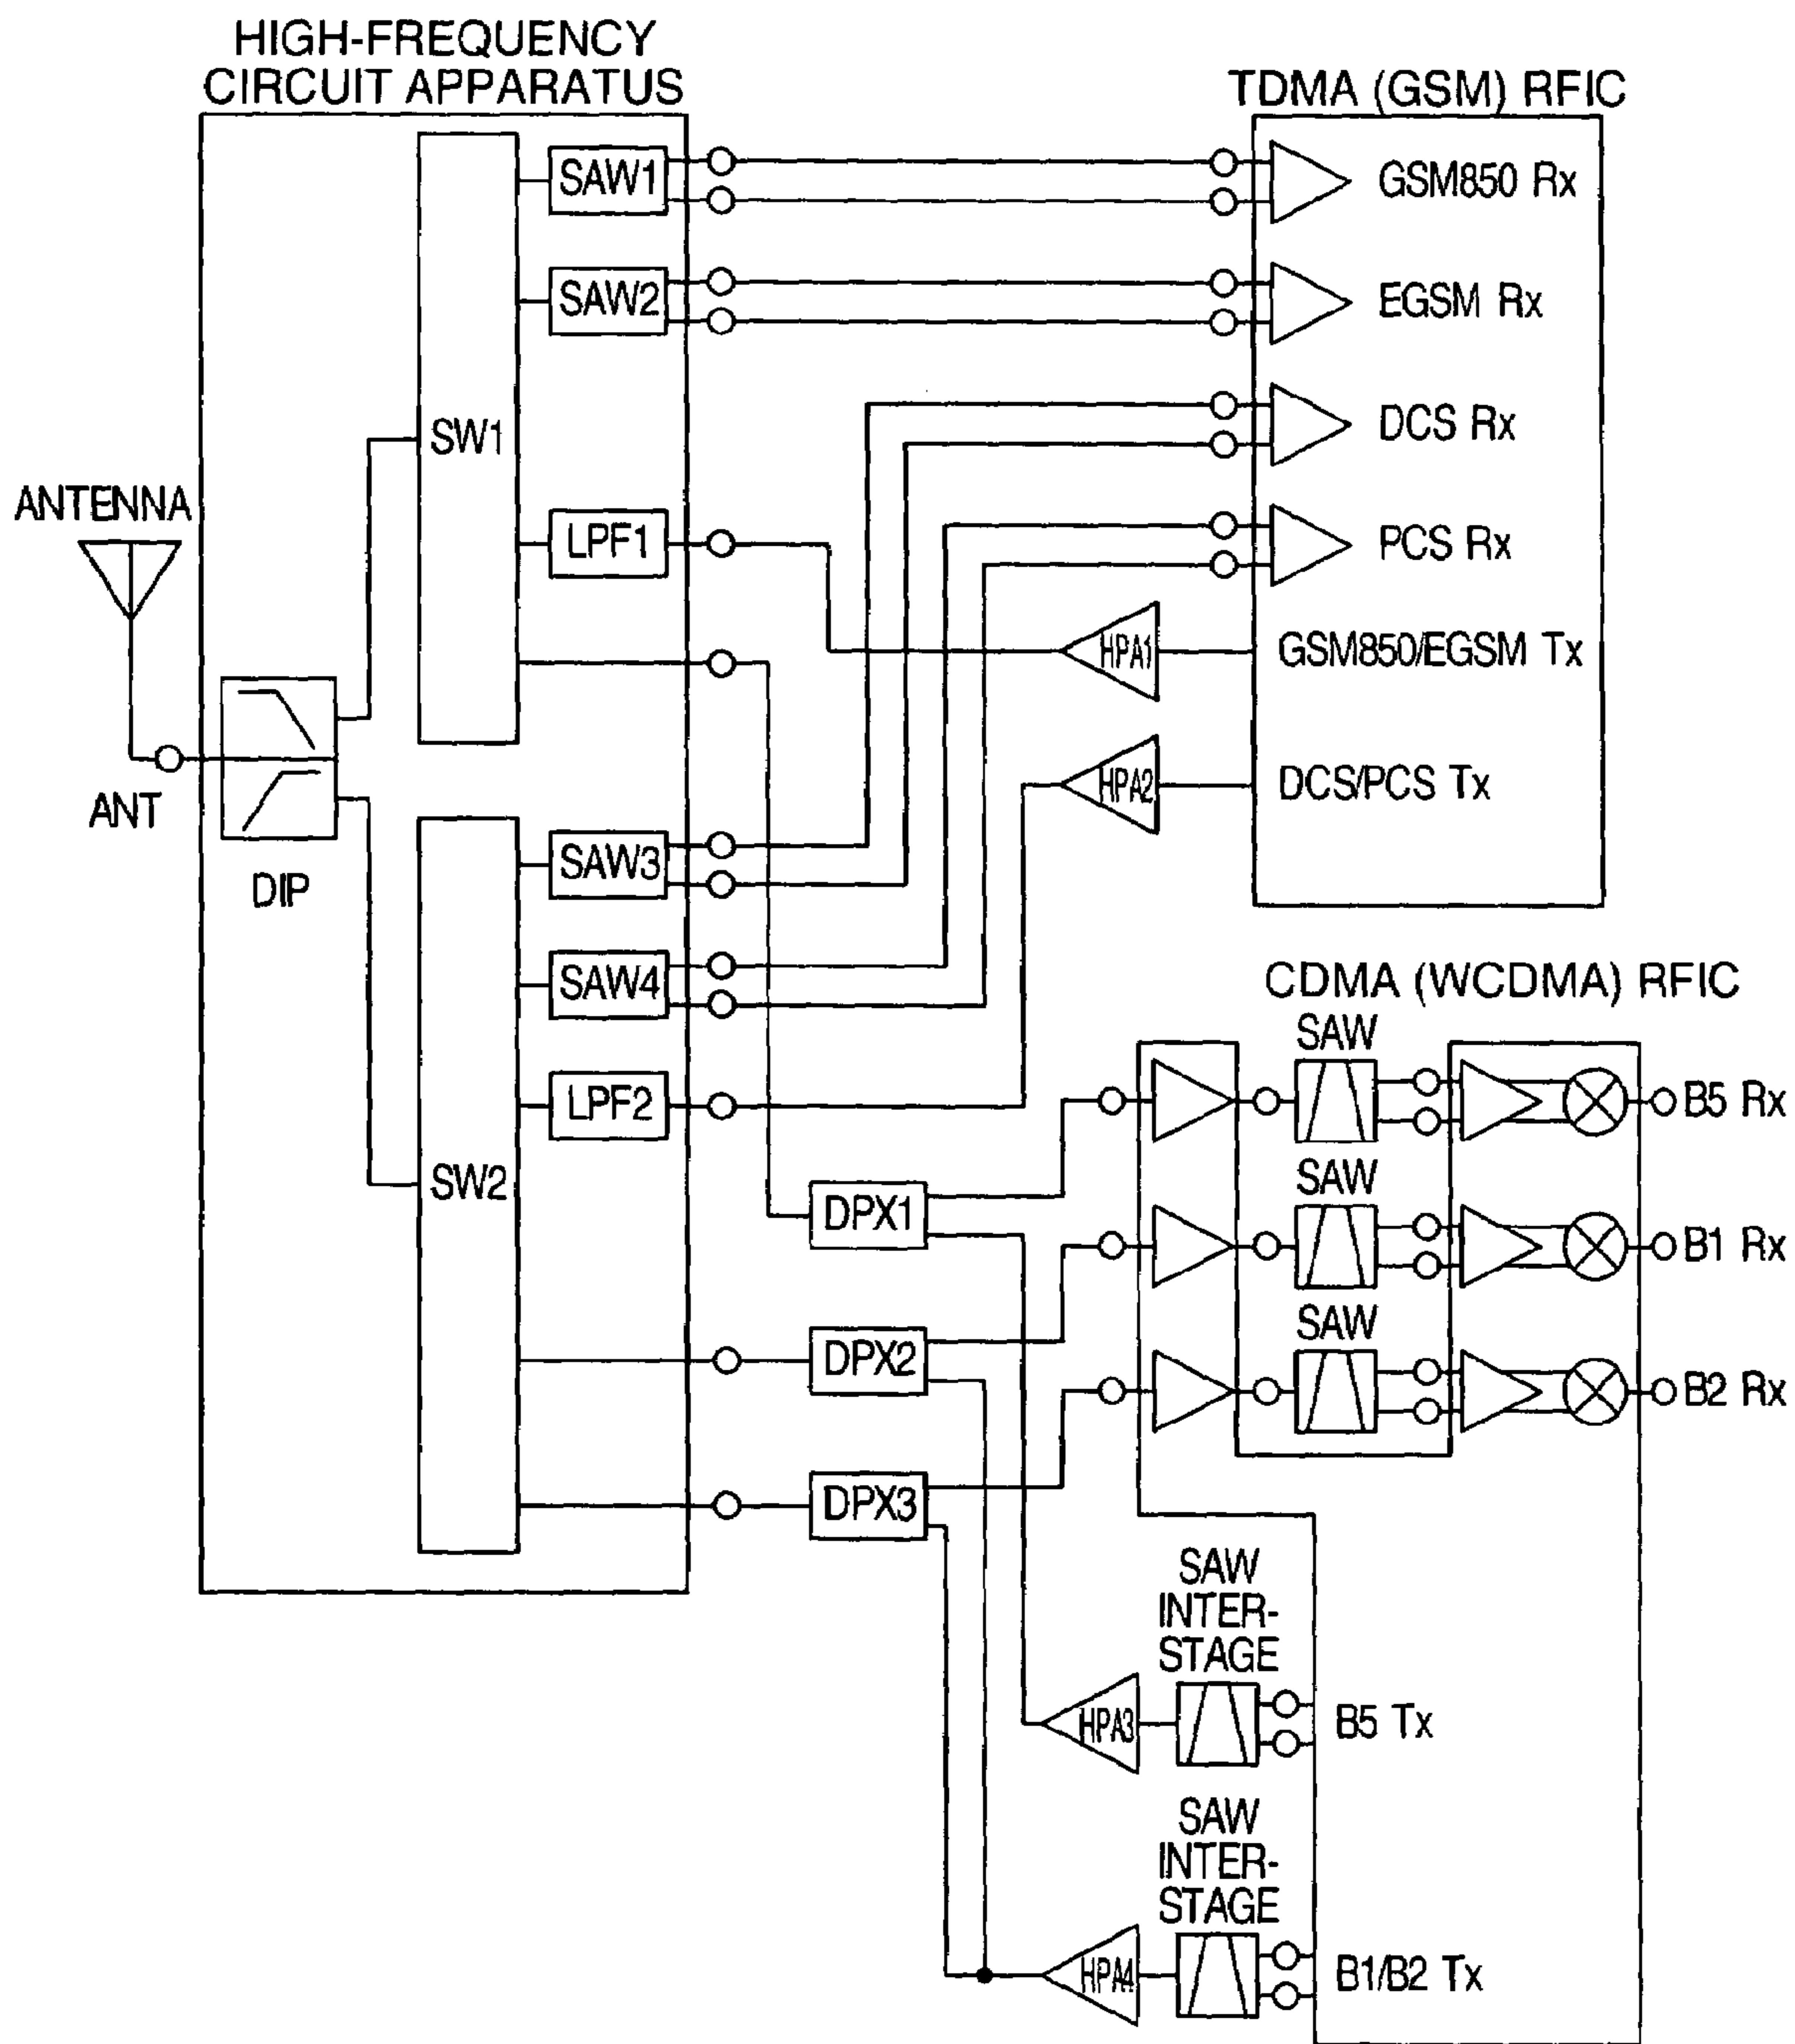 HIGH-FREQUENCY
CIRCUIT APPARATUS
TDMA (GSM) RFIC
SAW1
GSM850 Rx
SAW2
EGSM Rx
DCS Rx
SW1
ANTENNA
LPF1
PCS Rx
HPA1
GSM850/EGSM Tx
HPA2
DCS/PCS Tx
ANT
SAW3
DIP
SAW4
CDMA (WCDMA) RFIC
SAW
LPF2
B5 Rx
SW2
SAW
DPX1
B1 Rx
SAW
DPX2
B2 Rx
DPX3
SAW
INTER-
STAGE
HPA3
B5 Tx
SAW
INTER-
STAGE
HPA4
B1/B2 Tx